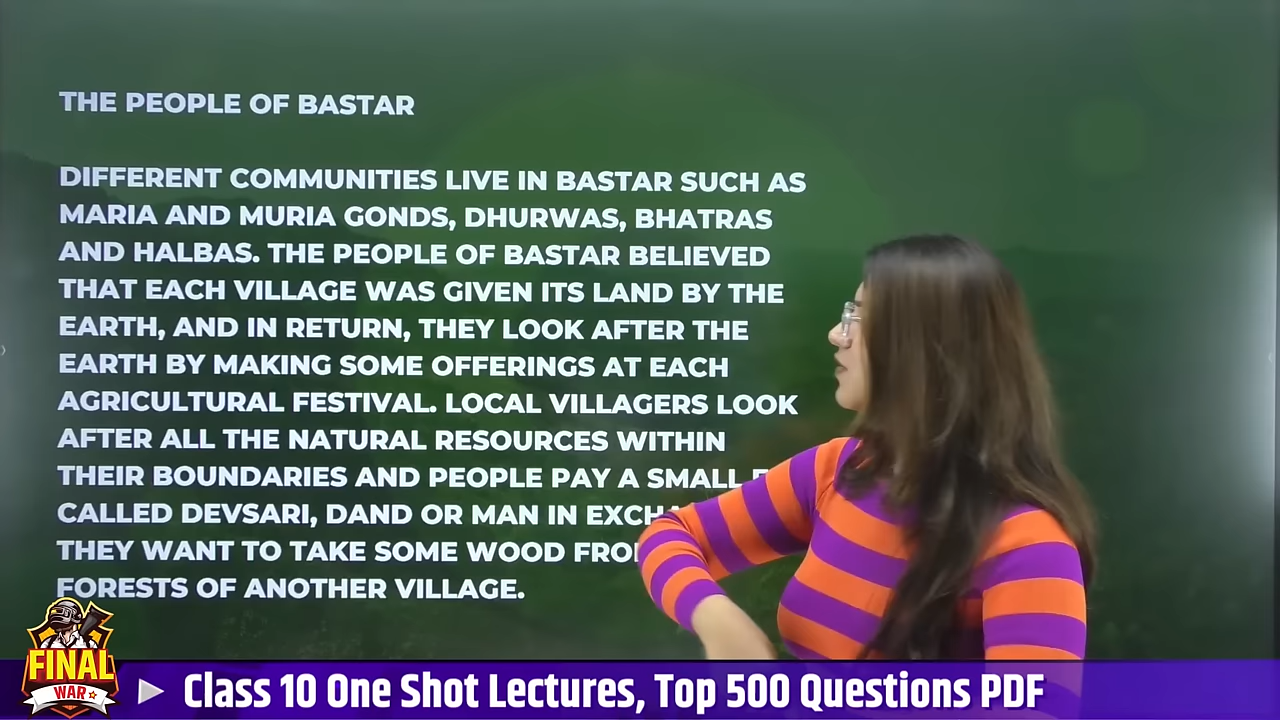 THE PEOPLE OF BASTAR
DIFFERENT COMMUNITIES LIVE IN BASTAR SUCH AS
MARIA AND MURIA GONDS, DHURWAS, BHATRAS
AND HALBAS. THE PEOPLE OF BASTAR BELIEVED
THAT EACH VILLAGE WAS GIVEN ITS LAND BY THE
EARTH, AND IN RETURN, THEY LOOK AFTER THE
EARTH BY MAKING SOME OFFERINGS AT EACH
AGRICULTURAL FESTIVAL. LOCAL VILLAGERS LOOK
AFTER ALL THE NATURAL RESOURCES WITHIN
THEIR BOUNDARIES AND PEOPLE PAY A SMALL
CALLED DEVSARI, DAND OR MAN IN
THEY WANT TO TAKE SOME WOOD
FORESTS OF ANOTHER VILLAGE.
FINAL
WAR
Class 10 One Shot Lectures, Top 500 Questions PDF